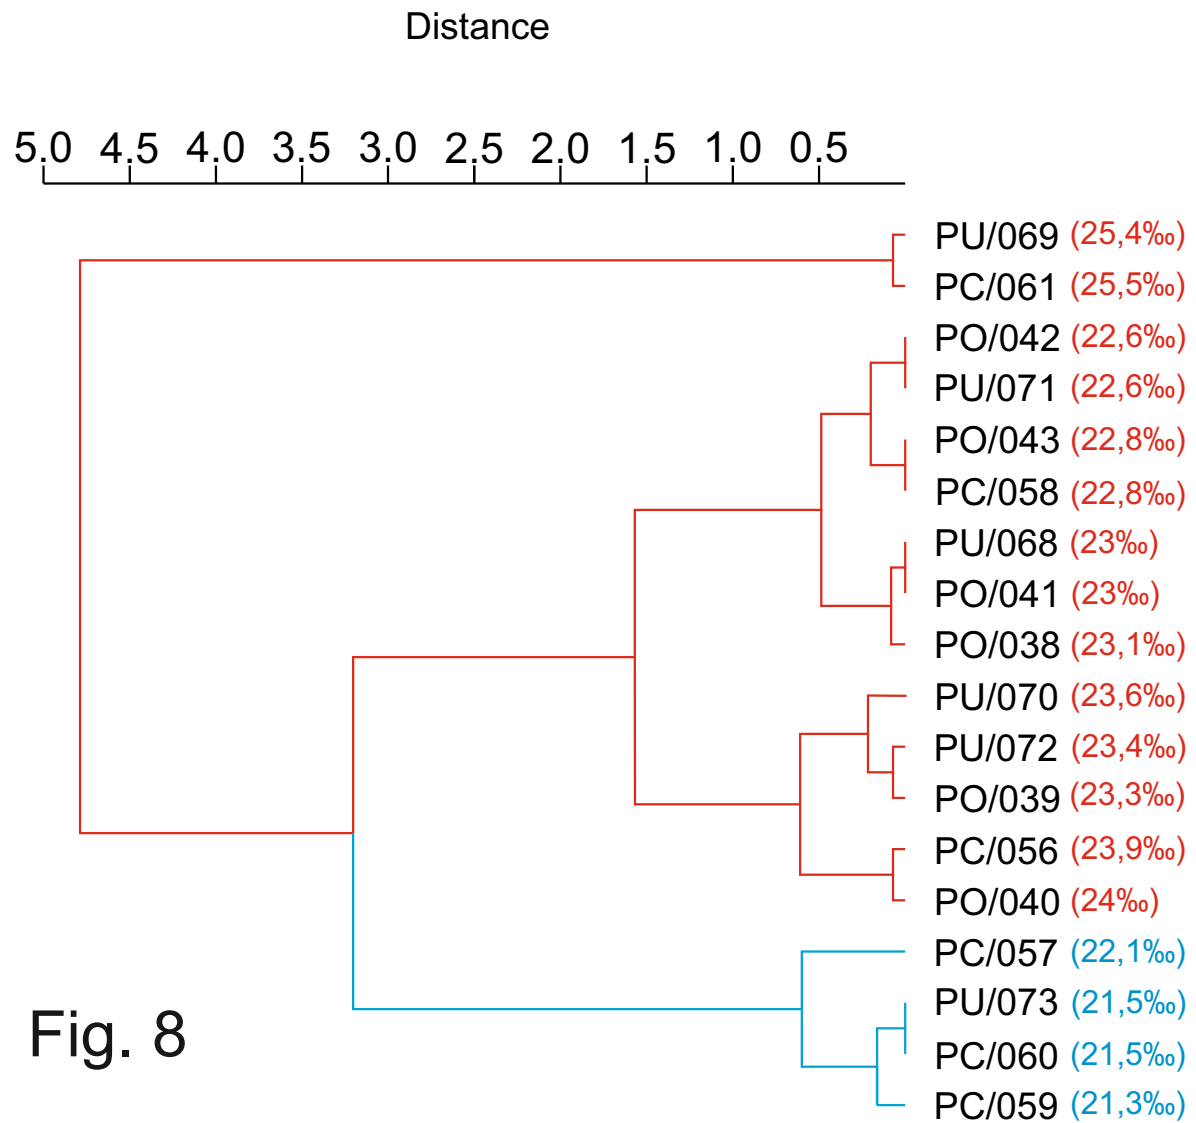 Distance
5.0 4.5 4.0 3.5 3.0 2.5 2.0 1.5 1.0 0.5
PU/069 (25,4‰)
PC/061 (25,5‰)
PO/042 (22,6‰)
PU/071 (22,6‰)
PO/043 (22,8‰)
PC/058 (22,8‰)
PU/068 (23‰)
PO/041 (23‰)
PO/038 (23,1‰)
PU/070 (23,6‰)
PU/072 (23,4‰)
PO/039 (23,3‰)
PC/056 (23,9‰)
PO/040 (24‰)
PC/057 (22,1‰)
PU/073 (21,5‰)
PC/060 (21,5‰)
PC/059 (21,3‰)
Fig. 8